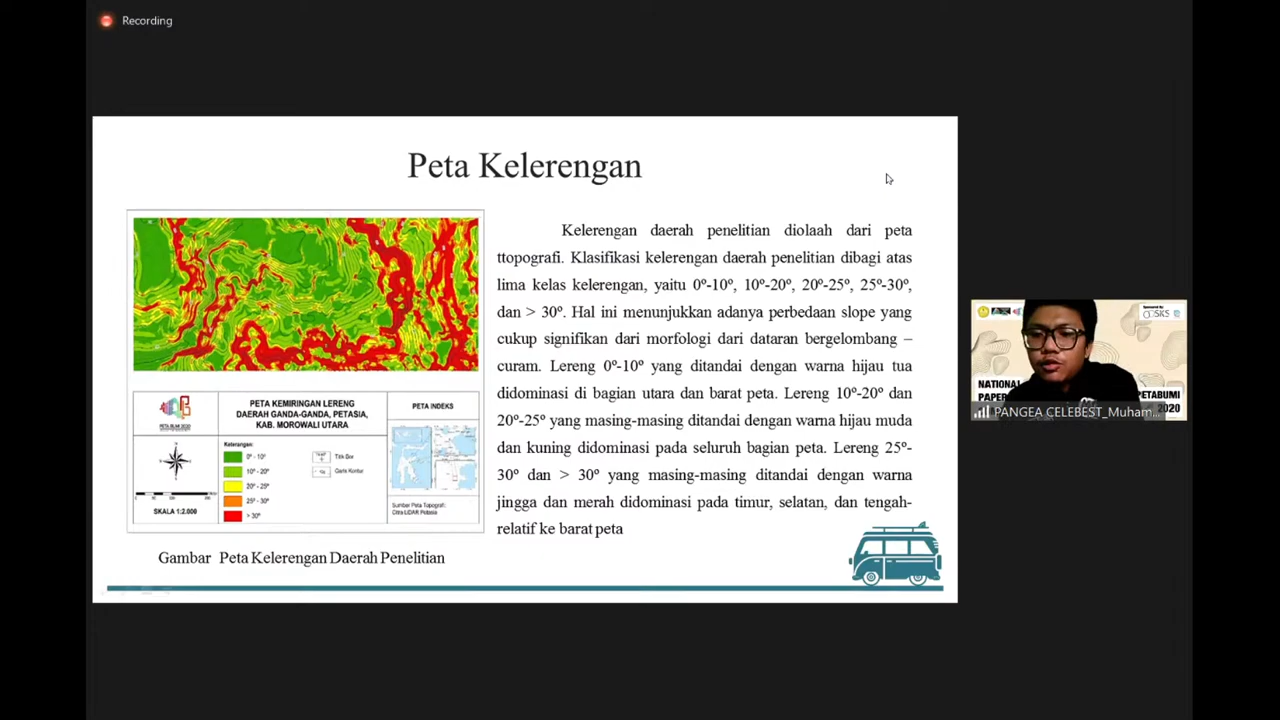 Recording
Peta Kelerengan
Kelerengan daerah penelitian diolaah dari peta
ttopografi. Klasifikasi kelerengan daerah penelitian dibagi atas
lima kelas kelerengan, yaitu 0º-10º, 10º-20º, 20º-25º, 25º-30º,
dan > 30º. Hal ini menunjukkan adanya perbedaan slope yang
cukup signifikan dari morfologi dari dataran bergelombang –
curam. Lereng 0º-10º yang ditandai dengan warna hijau tua
didominasi di bagian utara dan barat peta. Lereng 10º-20º dan
20º-25º yang masing-masing ditandai dengan warna hijau muda
dan kuning didominasi pada seluruh bagian peta. Lereng 25º-
30º dan > 30º yang masing-masing ditandai dengan warna
jingga dan merah didominasi pada timur, selatan, dan tengah-
relatif ke barat peta
PETA BUMI 2020
PETA KEMIRINGAN LERENG
DAERAH GANDA-GANDA, PETASIA,
KAB. MOROWALI UTARA
PETA INDEKS
Keterangan:
0º - 10º
10º - 20º
20º - 25º
25º - 30º
> 30º
Titik Bor
Garis Kontur
SKALA 1:2.000
Sumber Peta Topografi:
Citra LiDAR Petasia
Gambar Peta Kelerengan Daerah Penelitian
Sponsored by
NATIONAL
PAPER
PETABUMI
2020
PANGEA CELEBEST_Muham...